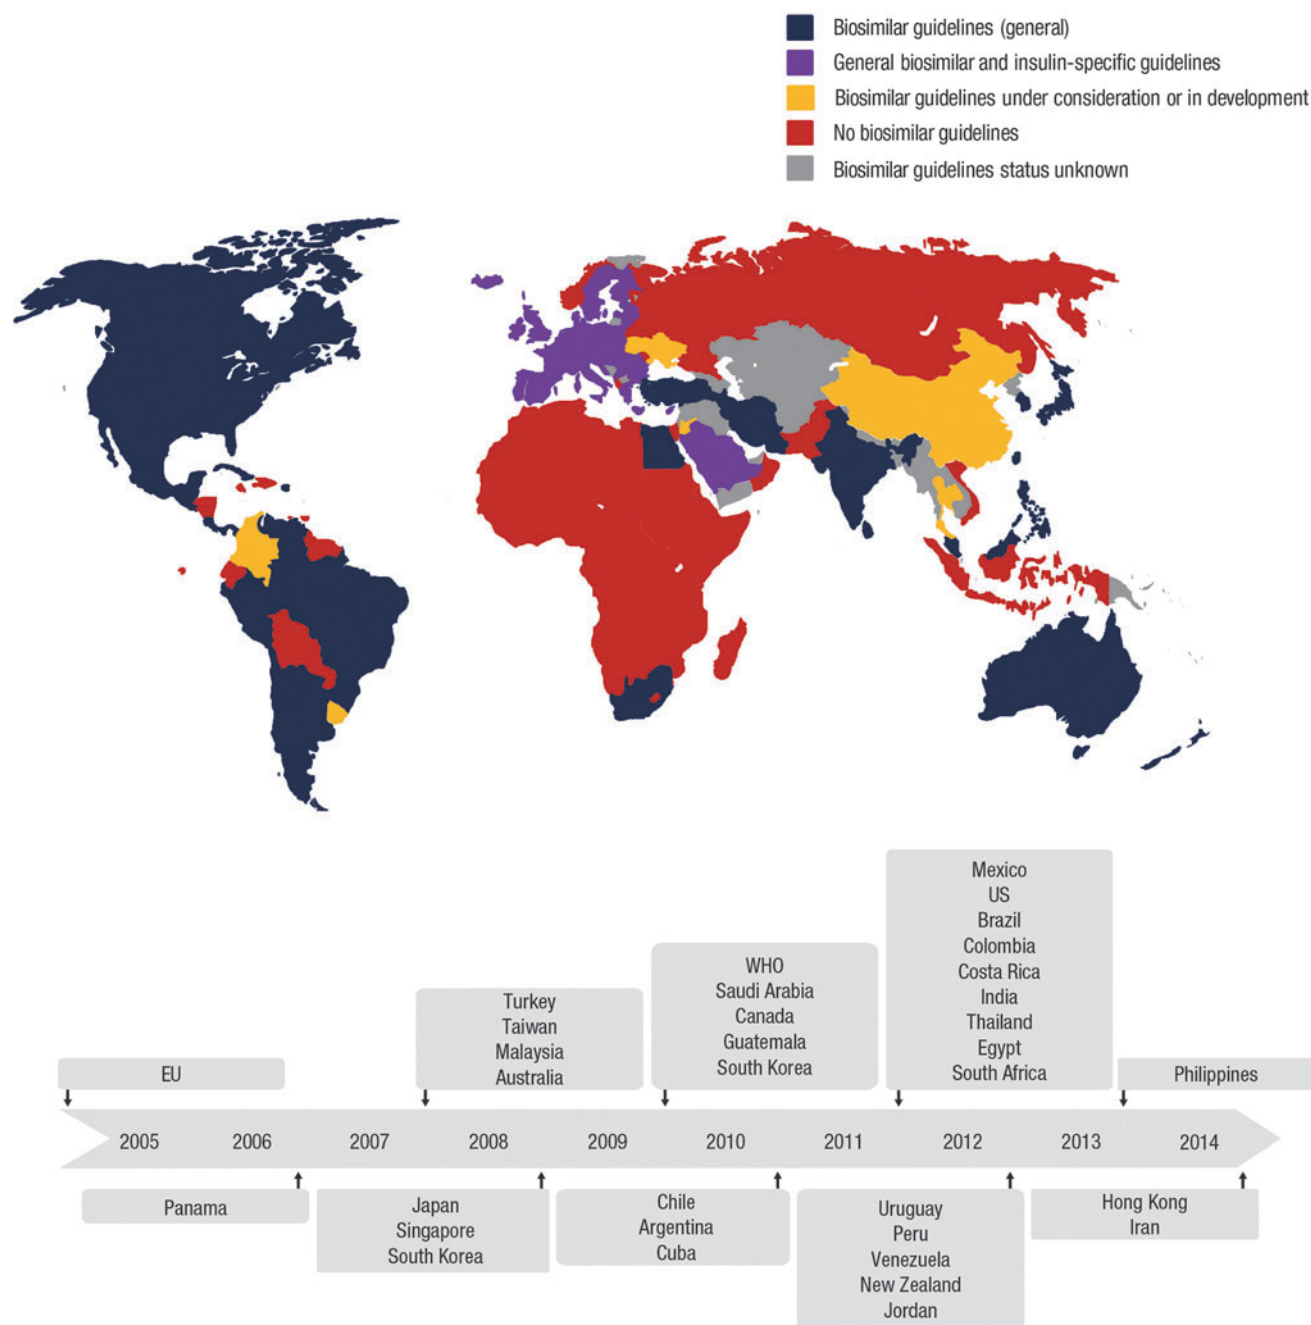 Biosimilar guidelines (general)
General biosimilar and insulin-specific guidelines
Biosimilar guidelines under consideration or in development
No biosimilar guidelines
Biosimilar guidelines status unknown
EU
Turkey
Taiwan
Malaysia
Australia
WHO
Saudi Arabia
Canada
Guatemala
South Korea
Mexico
US
Brazil
Colombia
Costa Rica
India
Thailand
Egypt
South Africa
Philippines
2005 2006 2007 2008 2009 2010 2011 2012 2013 2014
Panama
Japan
Singapore
South Korea
Chile
Argentina
Cuba
Uruguay
Peru
Venezuela
New Zealand
Jordan
Hong Kong
Iran